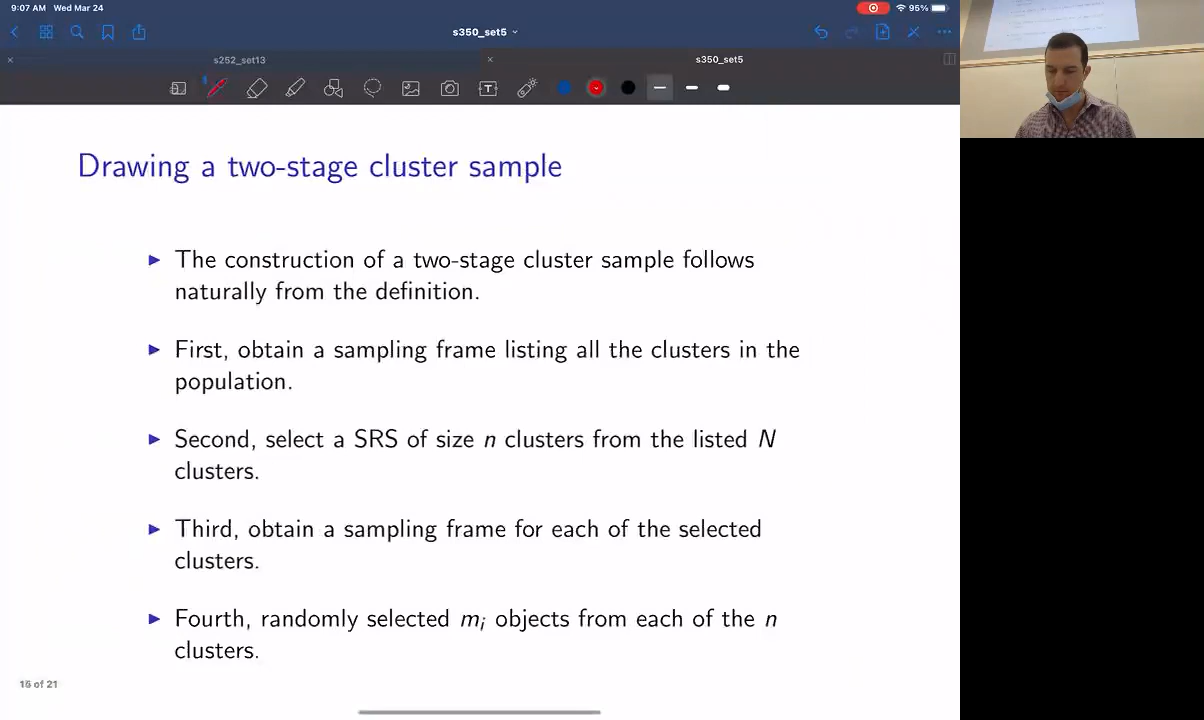 9:07 AM Wed Mar 24
95%
s350_set5
s252_set13
s350_set5
Drawing a two-stage cluster sample
The construction of a two-stage cluster sample follows
naturally from the definition.
First, obtain a sampling frame listing all the clusters in the
population.
Second, select a SRS of size n clusters from the listed N
clusters.
Third, obtain a sampling frame for each of the selected
clusters.
Fourth, randomly selected mᵢ objects from each of the n
clusters.
16 of 21